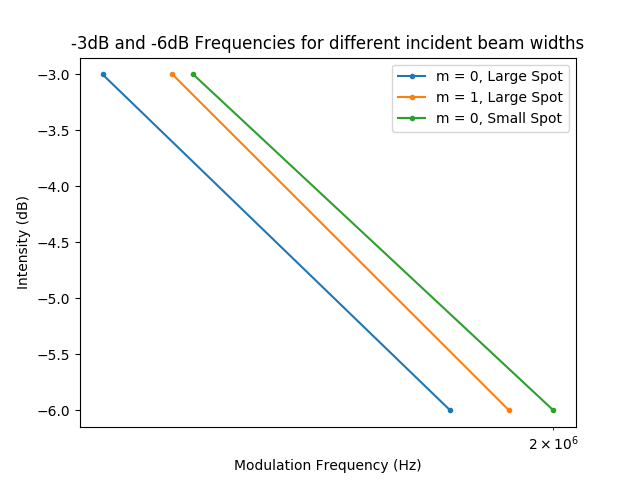 -3dB and -6dB Frequencies for different incident beam widths
m = 0, Large Spot
m = 1, Large Spot
m = 0, Small Spot
−3.0
−3.5
−4.0
−4.5
−5.0
−5.5
−6.0
Intensity (dB)
2 × 10⁶
Modulation Frequency (Hz)